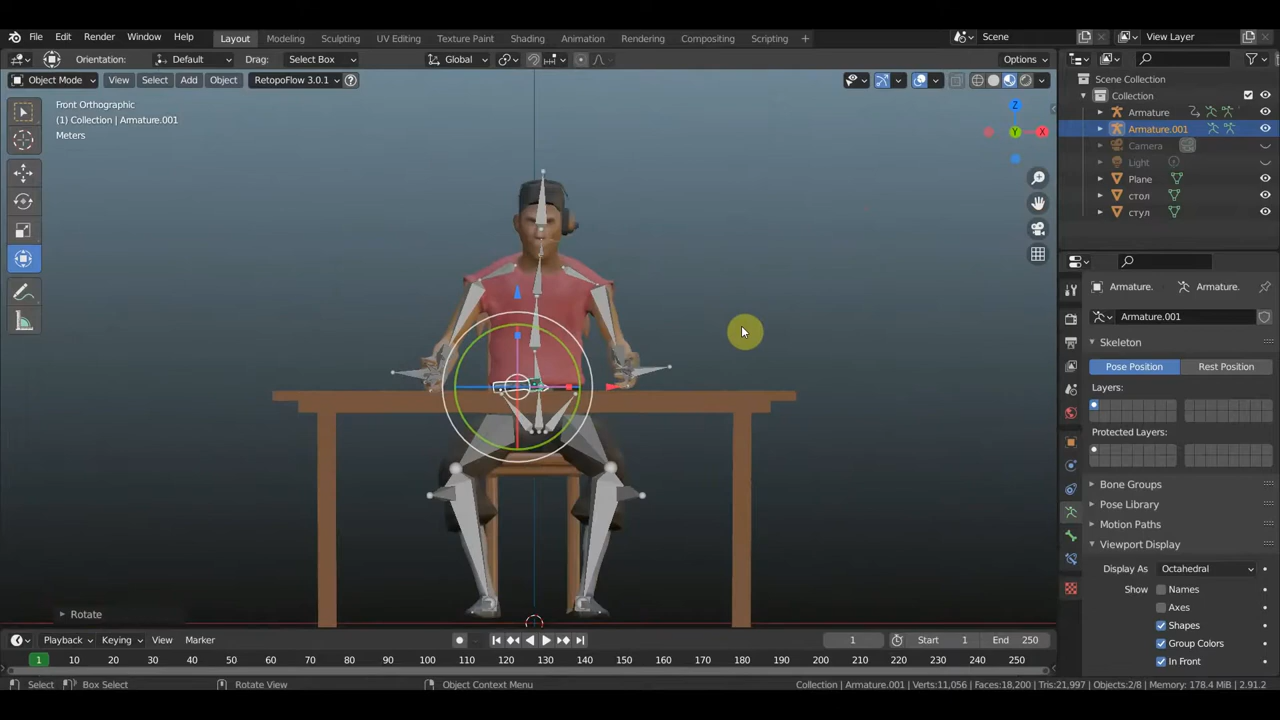 File Edit Render Window Help Layout Modeling Sculpting UV Editing Texture Paint Shading Animation Rendering Compositing Scripting + Scene View Layer
Orientation: Default Drag: Select Box Global Options
Object Mode View Select Add Object RetopoFlow 3.0.1 ?
Scene Collection
Collection
Armature
Armature.001
Camera
Light
Plane
стол
стул
Front Orthographic
(1) Collection | Armature.001
Meters
Z
Y
X
Armature. Armature.
Armature.001
Skeleton
Pose Position Rest Position
Layers:
Protected Layers:
Bone Groups
Pose Library
Motion Paths
Viewport Display
Display As Octahedral
Show Names
Axes
Shapes
Group Colors
In Front
Rotate
Playback Keying View Marker 1 Start 1 End 250
1 10 20 30 40 50 60 70 80 90 100 110 120 130 140 150 160 170 180 190 200 210 220 230 240 250
Select Box Select Rotate View Object Context Menu Collection | Armature.001 | Verts:11,056 | Faces:18,200 | Tris:21,997 | Objects:2/8 | Memory: 178.4 MiB | 2.91.2